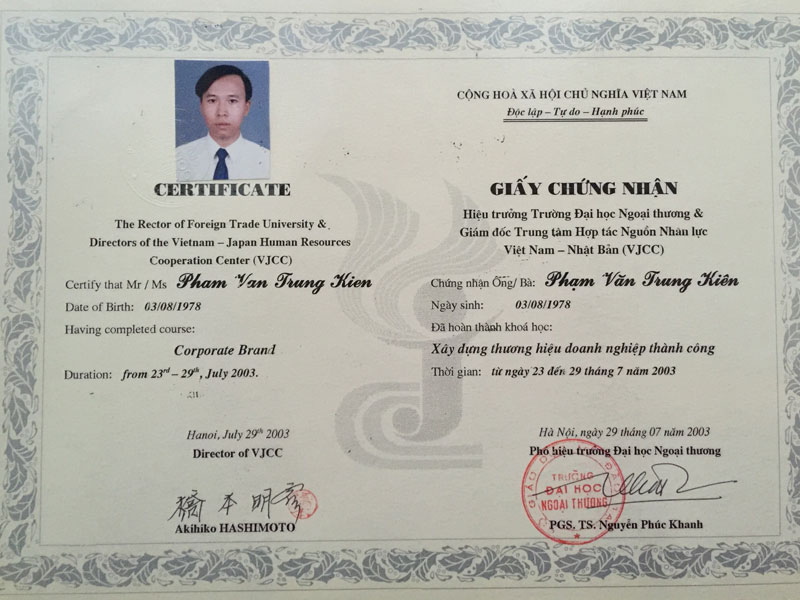 CERTIFICATE
The Rector of Foreign Trade University &
Directors of the Vietnam – Japan Human Resources
Cooperation Center (VJCC)
Certify that Mr / Ms Pham Van Trung Kien
Date of Birth: 03/08/1978
Having completed course:
Corporate Brand
Duration: from 23rd – 29th, July 2003.
Hanoi, July 29th 2003
Director of VJCC
橋本明彦
Akihiko HASHIMOTO
CỘNG HOÀ XÃ HỘI CHỦ NGHĨA VIỆT NAM
Độc lập – Tự do – Hạnh phúc
GIẤY CHỨNG NHẬN
Hiệu trưởng Trường Đại học Ngoại thương &
Giám đốc Trung tâm Hợp tác Nguồn Nhân lực
Việt Nam – Nhật Bản (VJCC)
Chứng nhận Ông/ Bà: Phạm Văn Trung Kiên
Ngày sinh: 03/08/1978
Đã hoàn thành khoá học:
Xây dựng thương hiệu doanh nghiệp thành công
Thời gian: từ ngày 23 đến 29 tháng 7 năm 2003
Hà Nội, ngày 29 tháng 07 năm 2003
Phó hiệu trưởng Đại học Ngoại thương
TRƯỜNG
ĐẠI HỌC
NGOẠI THƯƠNG
PGS, TS. Nguyễn Phúc Khanh